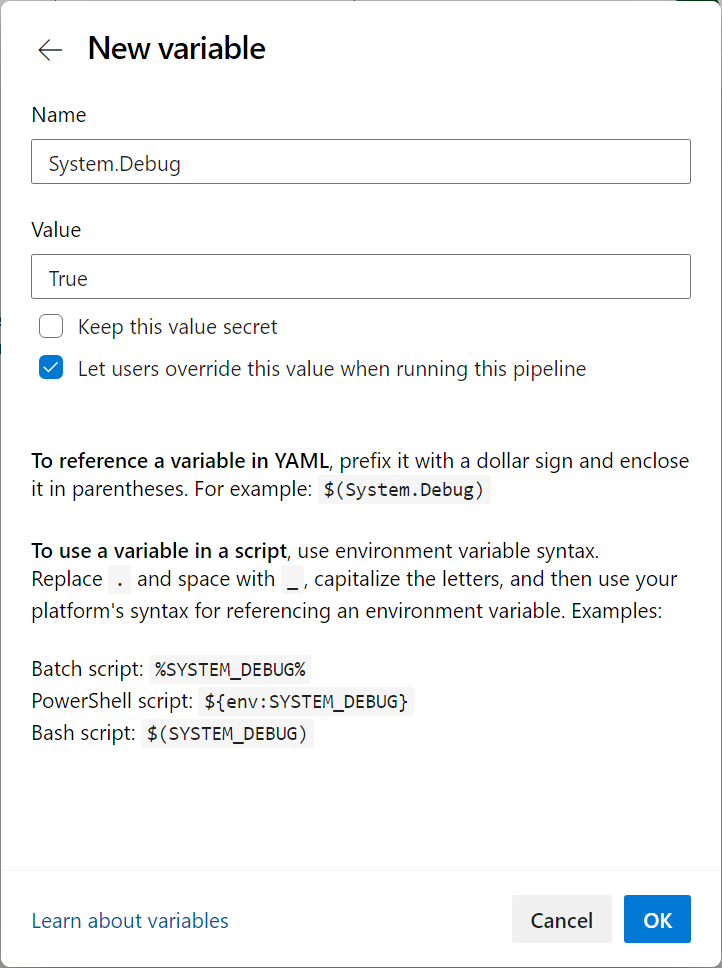 New variable
Name
System.Debug
Value
True
Keep this value secret
Let users override this value when running this pipeline
To reference a variable in YAML, prefix it with a dollar sign and enclose
it in parentheses. For example: $(System.Debug)
To use a variable in a script, use environment variable syntax.
Replace . and space with _, capitalize the letters, and then use your
platform's syntax for referencing an environment variable. Examples:
Batch script: %SYSTEM_DEBUG%
PowerShell script: ${env:SYSTEM_DEBUG}
Bash script: $(SYSTEM_DEBUG)
Learn about variables
Cancel
OK